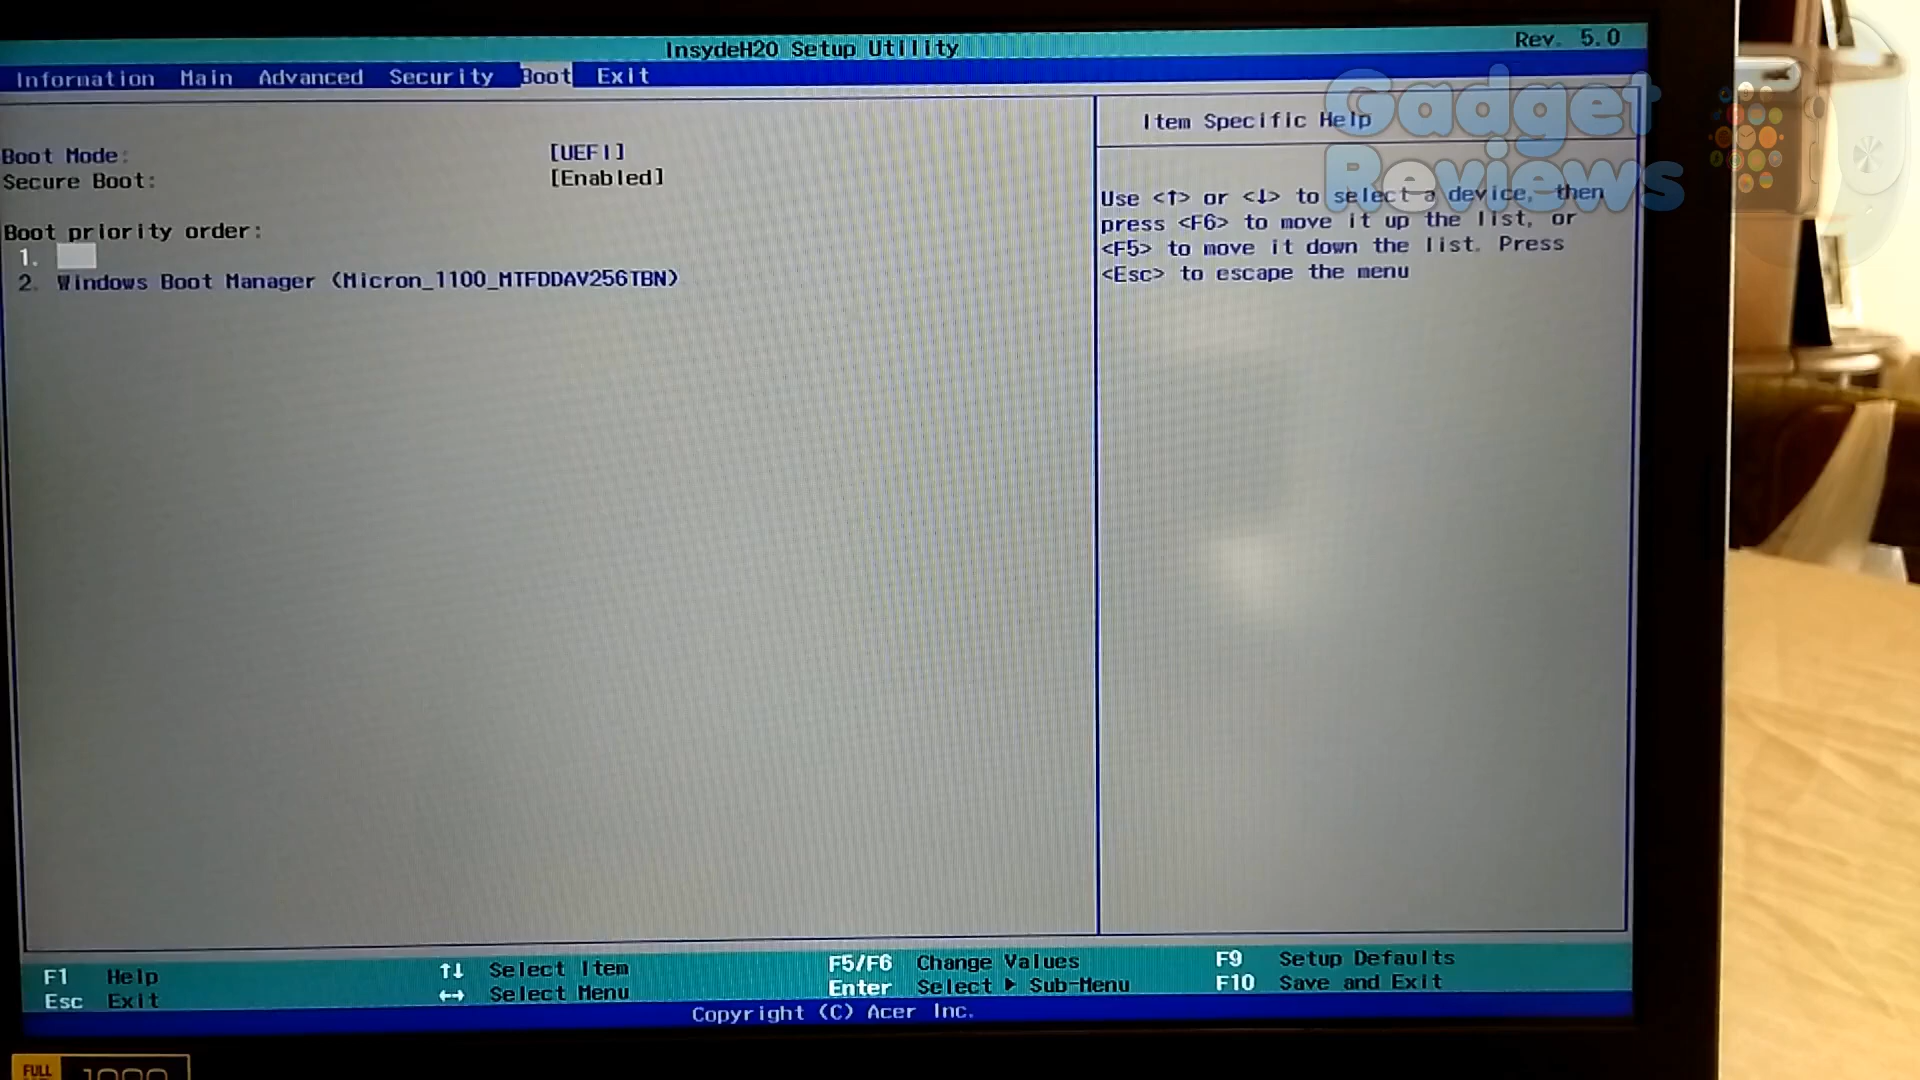 InsydeH2O Setup Utility
Rev. 5.0
Information Main Advanced Security Boot Exit
Gadget
Reviews
Item Specific Help
Boot Mode: [UEFI]
Secure Boot: [Enabled]
Boot priority order:
1.
2. Windows Boot Manager (Micron_1100_MTFDDAV256TBN)
Use <↑> or <↓> to select a device, then
press <F6> to move it up the list, or
<F5> to move it down the list. Press
<Esc> to escape the menu
F1 Help ↑↓ Select Item F5/F6 Change Values F9 Setup Defaults
Esc Exit ←→ Select Menu Enter Select ▶ Sub-Menu F10 Save and Exit
Copyright (C) Acer Inc.
FULL